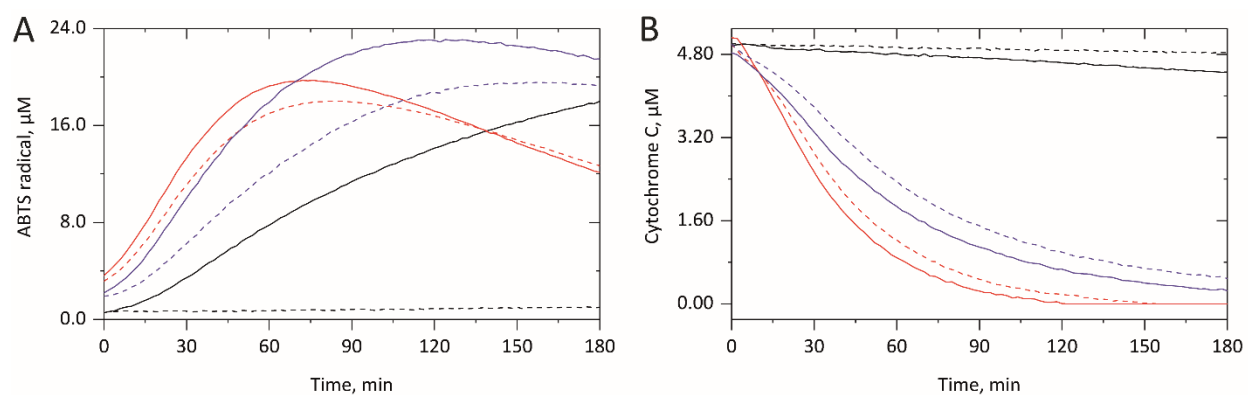 A
ABTS radical, µM
24.0
16.0
8.0
0.0
0 30 60 90 120 150 180
Time, min
B
Cytochrome C, µM
4.80
3.20
1.60
0.00
0 30 60 90 120 150 180
Time, min